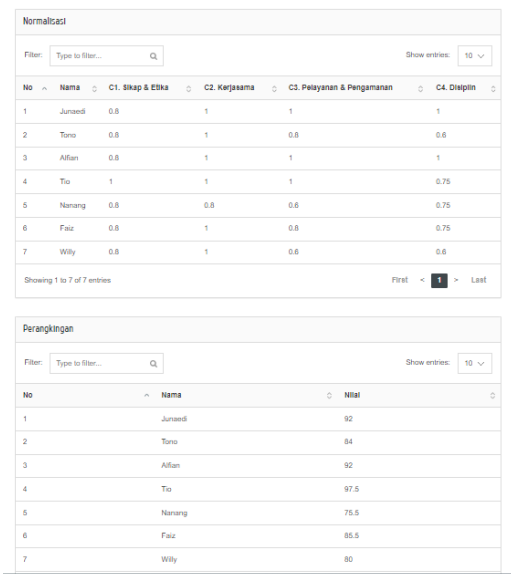 Normalisasi
Filter: Type to filter... Show entries: 10
No Nama C1. Sikap & Etika C2. Kerjasama C3. Pelayanan & Pengamanan C4. Disiplin
1 Junaedi 0.8 1 1 1
2 Tono 0.8 1 0.8 0.6
3 Alfian 0.8 1 1 1
4 Tio 1 1 1 0.75
5 Nanang 0.8 0.8 0.6 0.75
6 Faiz 0.8 1 0.8 0.75
7 Willy 0.8 1 0.6 0.6
Showing 1 to 7 of 7 entries First < 1 > Last
Perangkingan
Filter: Type to filter... Show entries: 10
No Nama Nilai
1 Junaedi 92
2 Tono 84
3 Alfian 92
4 Tio 97.5
5 Nanang 75.5
6 Faiz 85.5
7 Willy 80